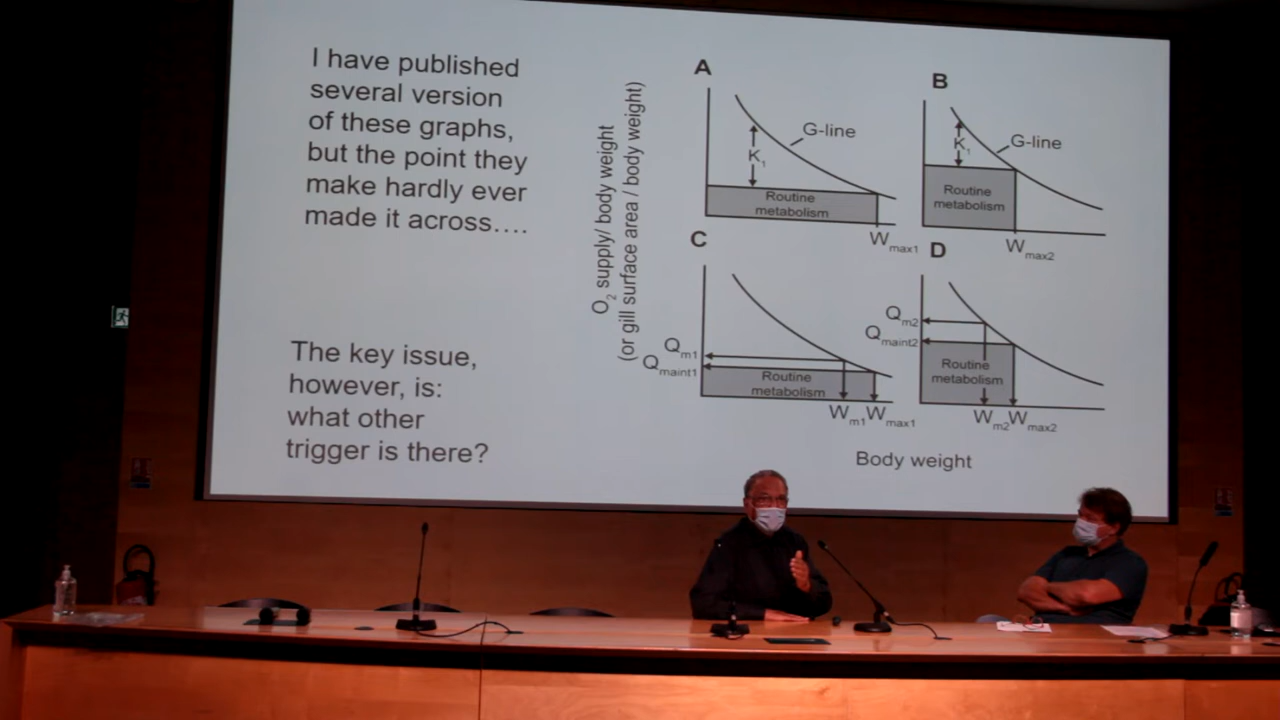 I have published
several version
of these graphs,
but the point they
make hardly ever
made it across….
The key issue,
however, is:
what other
trigger is there?
O2 supply/ body weight
(or gill surface area / body weight)
A
G-line
K1
Routine
metabolism
Wmax1
B
G-line
K1
Routine
metabolism
Wmax2
C
Qm1
Qmaint1
Routine
metabolism
Wm1 Wmax1
D
Qm2
Qmaint2
Routine
metabolism
Wm2 Wmax2
Body weight